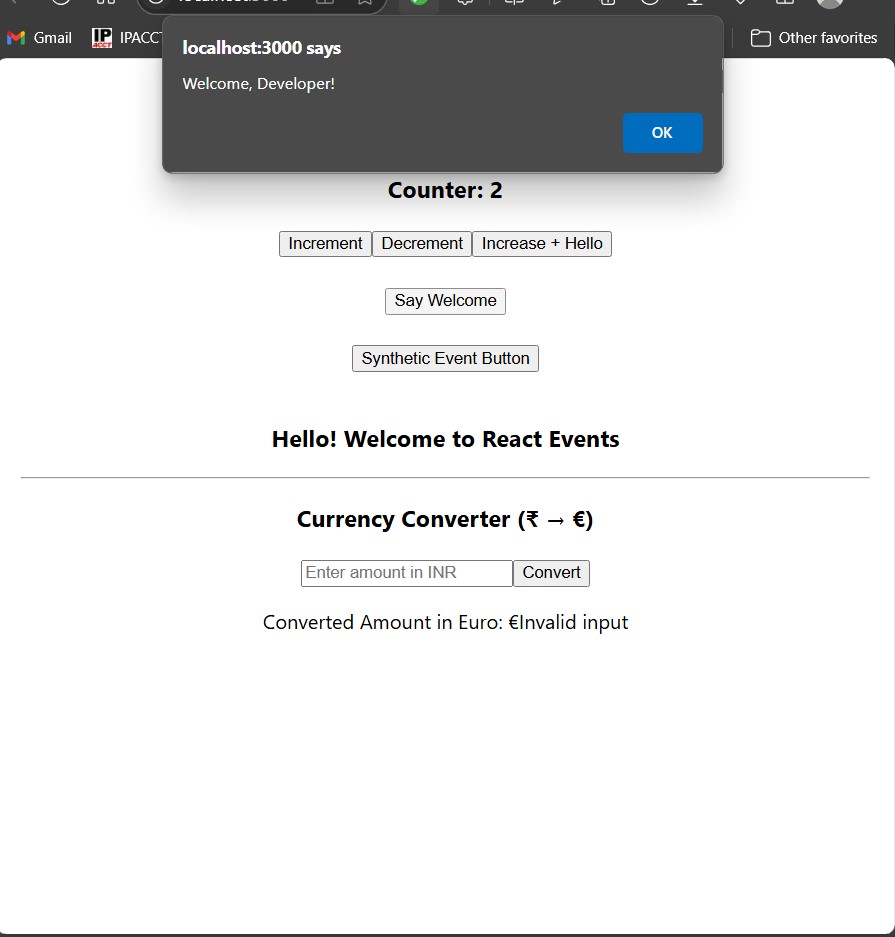 Gmail
IP
ACCT
Other favorites
localhost:3000 says
Welcome, Developer!
OK
Counter: 2
Increment Decrement Increase + Hello
Say Welcome
Synthetic Event Button
Hello! Welcome to React Events
Currency Converter (₹ → €)
Enter amount in INR Convert
Converted Amount in Euro: €Invalid input